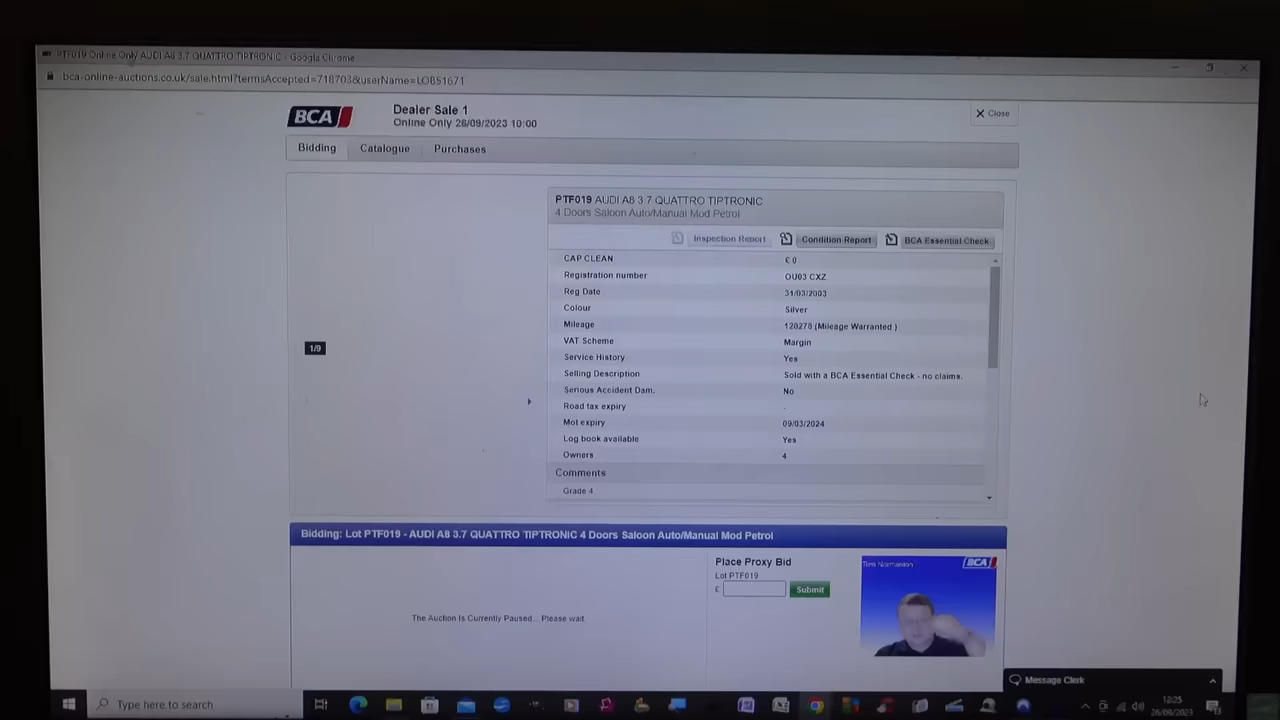 PTF019 Online Only AUDI A8 3.7 QUATTRO TIPTRONIC - Google Chrome
bca-online-auctions.co.uk/sale.html?termsAccepted=718703&userName=LOB51671
BCA
Dealer Sale 1
Online Only 26/09/2023 10:00
Close
Bidding Catalogue Purchases
PTF019 AUDI A8 3.7 QUATTRO TIPTRONIC
4 Doors Saloon Auto/Manual Mod Petrol
Inspection Report Condition Report BCA Essential Check
CAP CLEAN £ 0
Registration number OU03 CXZ
Reg Date 31/03/2003
Colour Silver
Mileage 120278 (Mileage Warranted )
VAT Scheme Margin
1/9
Service History Yes
Selling Description Sold with a BCA Essential Check - no claims.
Serious Accident Dam. No
Road tax expiry -
Mot expiry 09/03/2024
Log book available Yes
Owners 4
Comments
Grade 4
Bidding: Lot PTF019 - AUDI A8 3.7 QUATTRO TIPTRONIC 4 Doors Saloon Auto/Manual Mod Petrol
Place Proxy Bid
Lot PTF019
£ Submit
Tim Normanton BCA
The Auction Is Currently Paused... Please wait.
Message Clerk
Type here to search
12:25
26/09/2023